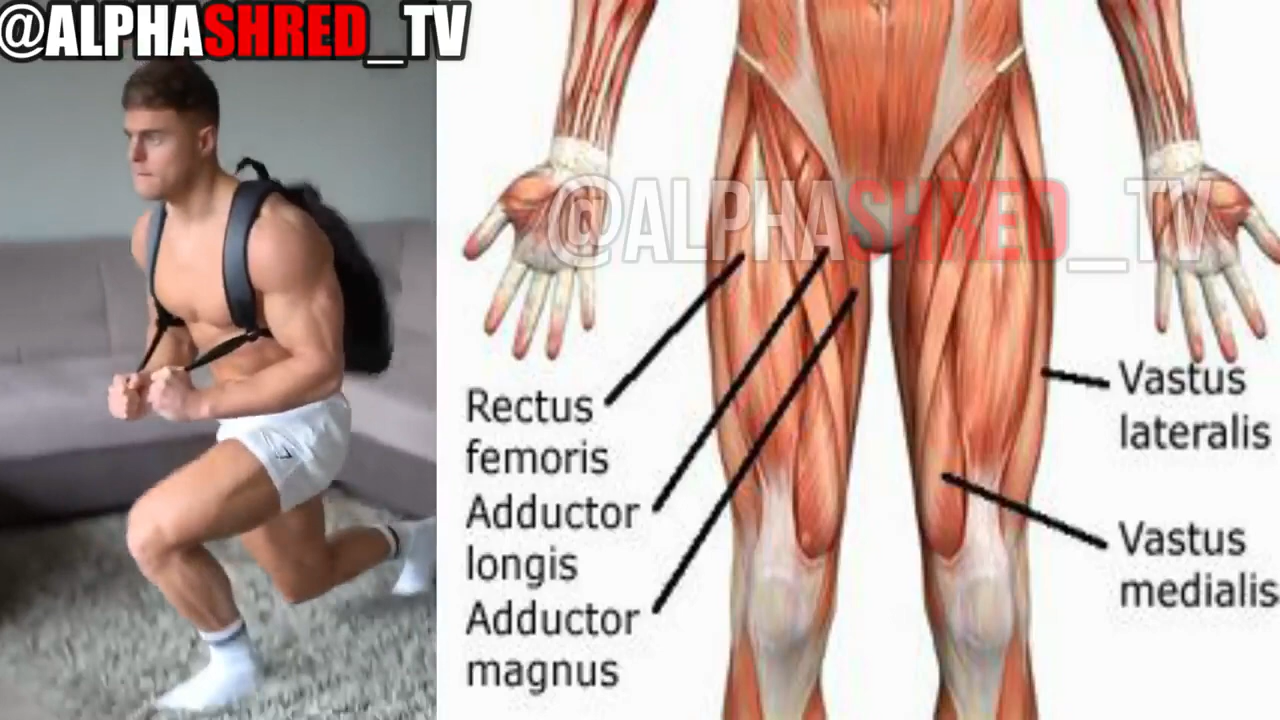 @ALPHASHRED_TV
@ALPHASHRED_TV
Rectus
femoris
Adductor
longis
Adductor
magnus
Vastus
lateralis
Vastus
medialis